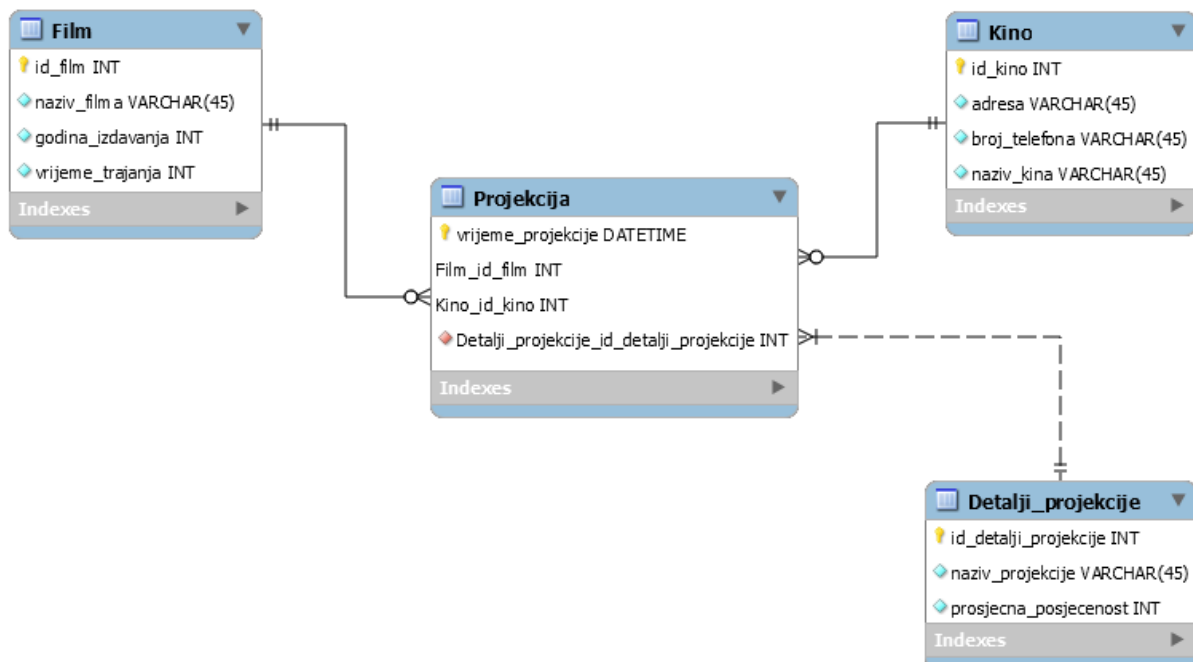 Film
id_film INT
naziv_filma VARCHAR(45)
godina_izdavanja INT
vrijeme_trajanja INT
Indexes
Kino
id_kino INT
adresa VARCHAR(45)
broj_telefona VARCHAR(45)
naziv_kina VARCHAR(45)
Indexes
Projekcija
vrijeme_projekcije DATETIME
Film_id_film INT
Kino_id_kino INT
Detalji_projekcije_id_detalji_projekcije INT
Indexes
Detalji_projekcije
id_detalji_projekcije INT
naziv_projekcije VARCHAR(45)
prosjecna_posjecenost INT
Indexes